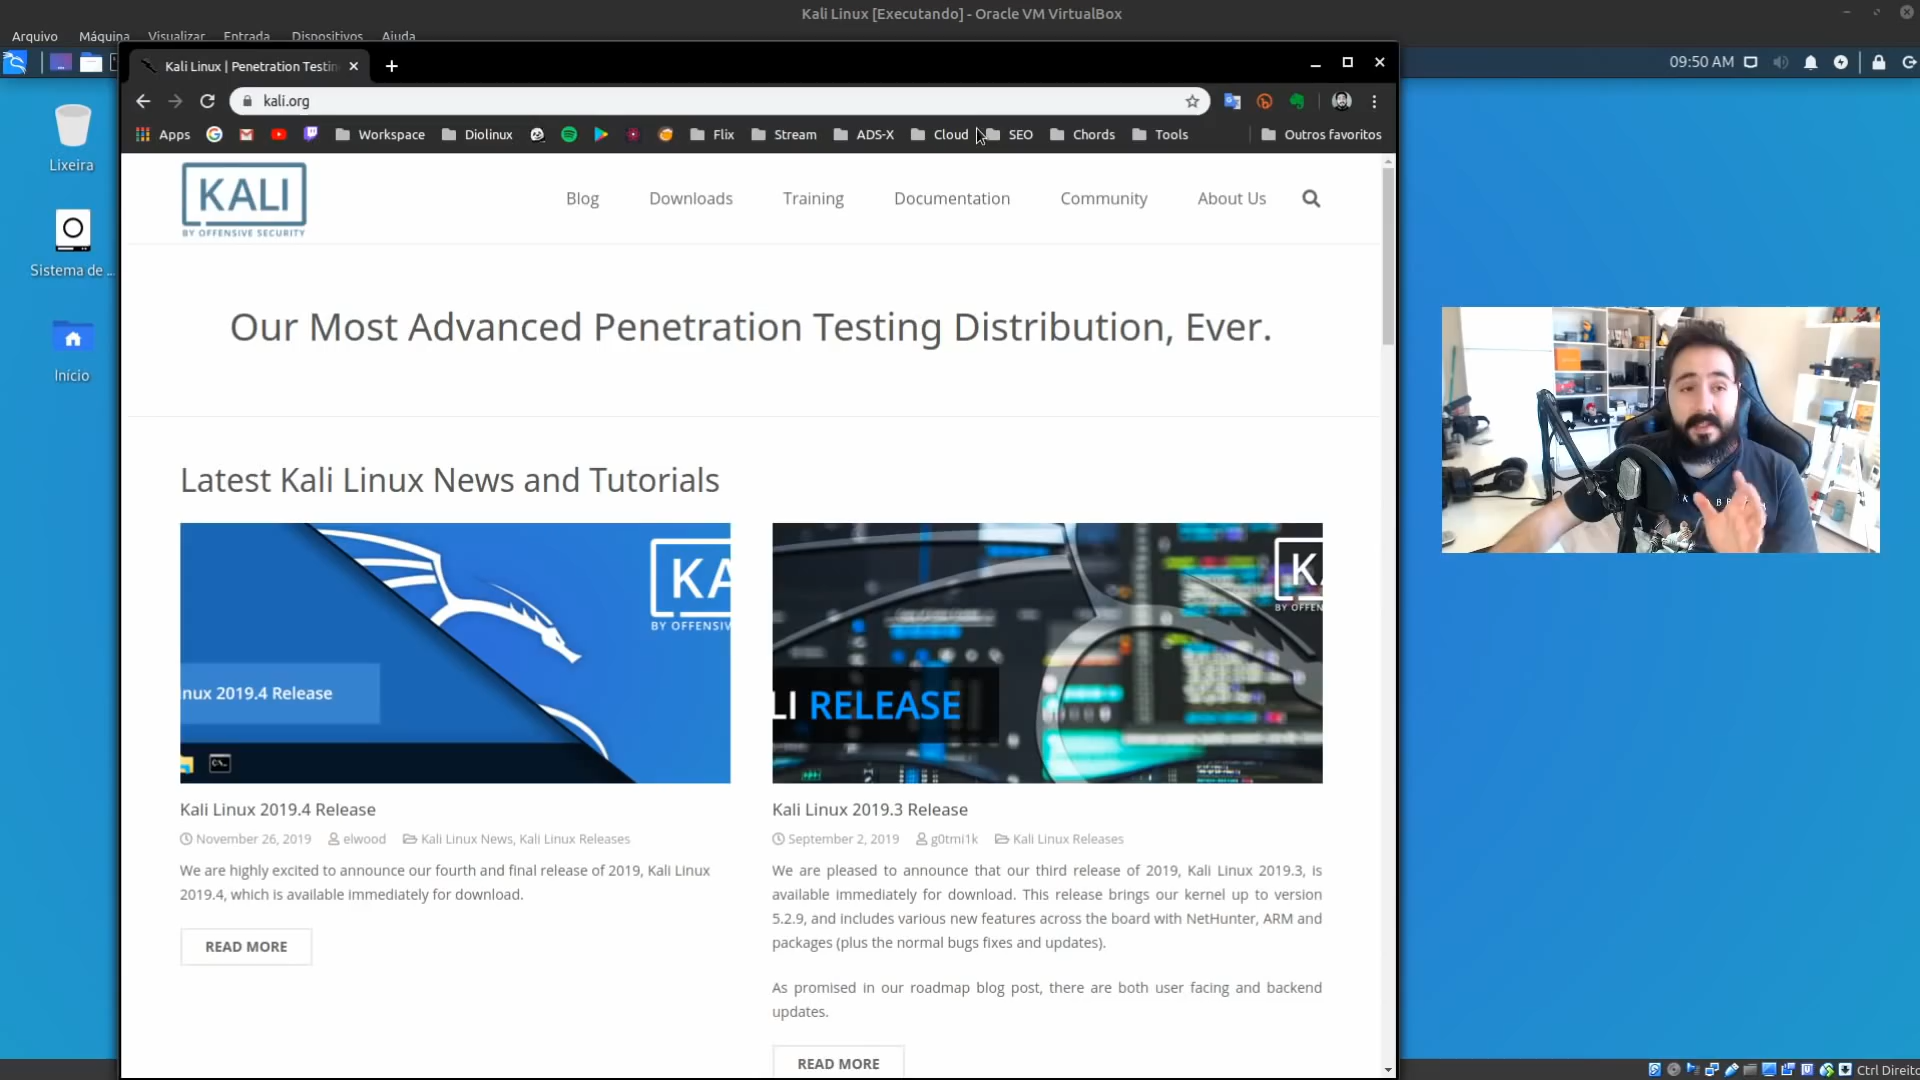 Kali Linux [Executando] - Oracle VM VirtualBox
Arquivo Máquina Visualizar Entrada Dispositivos Ajuda
Kali Linux | Penetration Testin
09:50 AM
kali.org
Apps Workspace Diolinux Flix Stream ADS-X Cloud SEO Chords Tools Outros favoritos
Lixeira
Sistema de ...
Início
KALI
BY OFFENSIVE SECURITY
Blog Downloads Training Documentation Community About Us
Our Most Advanced Penetration Testing Distribution, Ever.
Latest Kali Linux News and Tutorials
KA
BY OFFENSIV
nux 2019.4 Release
K
BY OFFEN
LI RELEASE
Kali Linux 2019.4 Release
November 26, 2019 elwood Kali Linux News, Kali Linux Releases
We are highly excited to announce our fourth and final release of 2019, Kali Linux
2019.4, which is available immediately for download.
READ MORE
Kali Linux 2019.3 Release
September 2, 2019 g0tmi1k Kali Linux Releases
We are pleased to announce that our third release of 2019, Kali Linux 2019.3, is
available immediately for download. This release brings our kernel up to version
5.2.9, and includes various new features across the board with NetHunter, ARM and
packages (plus the normal bugs fixes and updates).
As promised in our roadmap blog post, there are both user facing and backend
updates.
READ MORE
Ctrl Direito